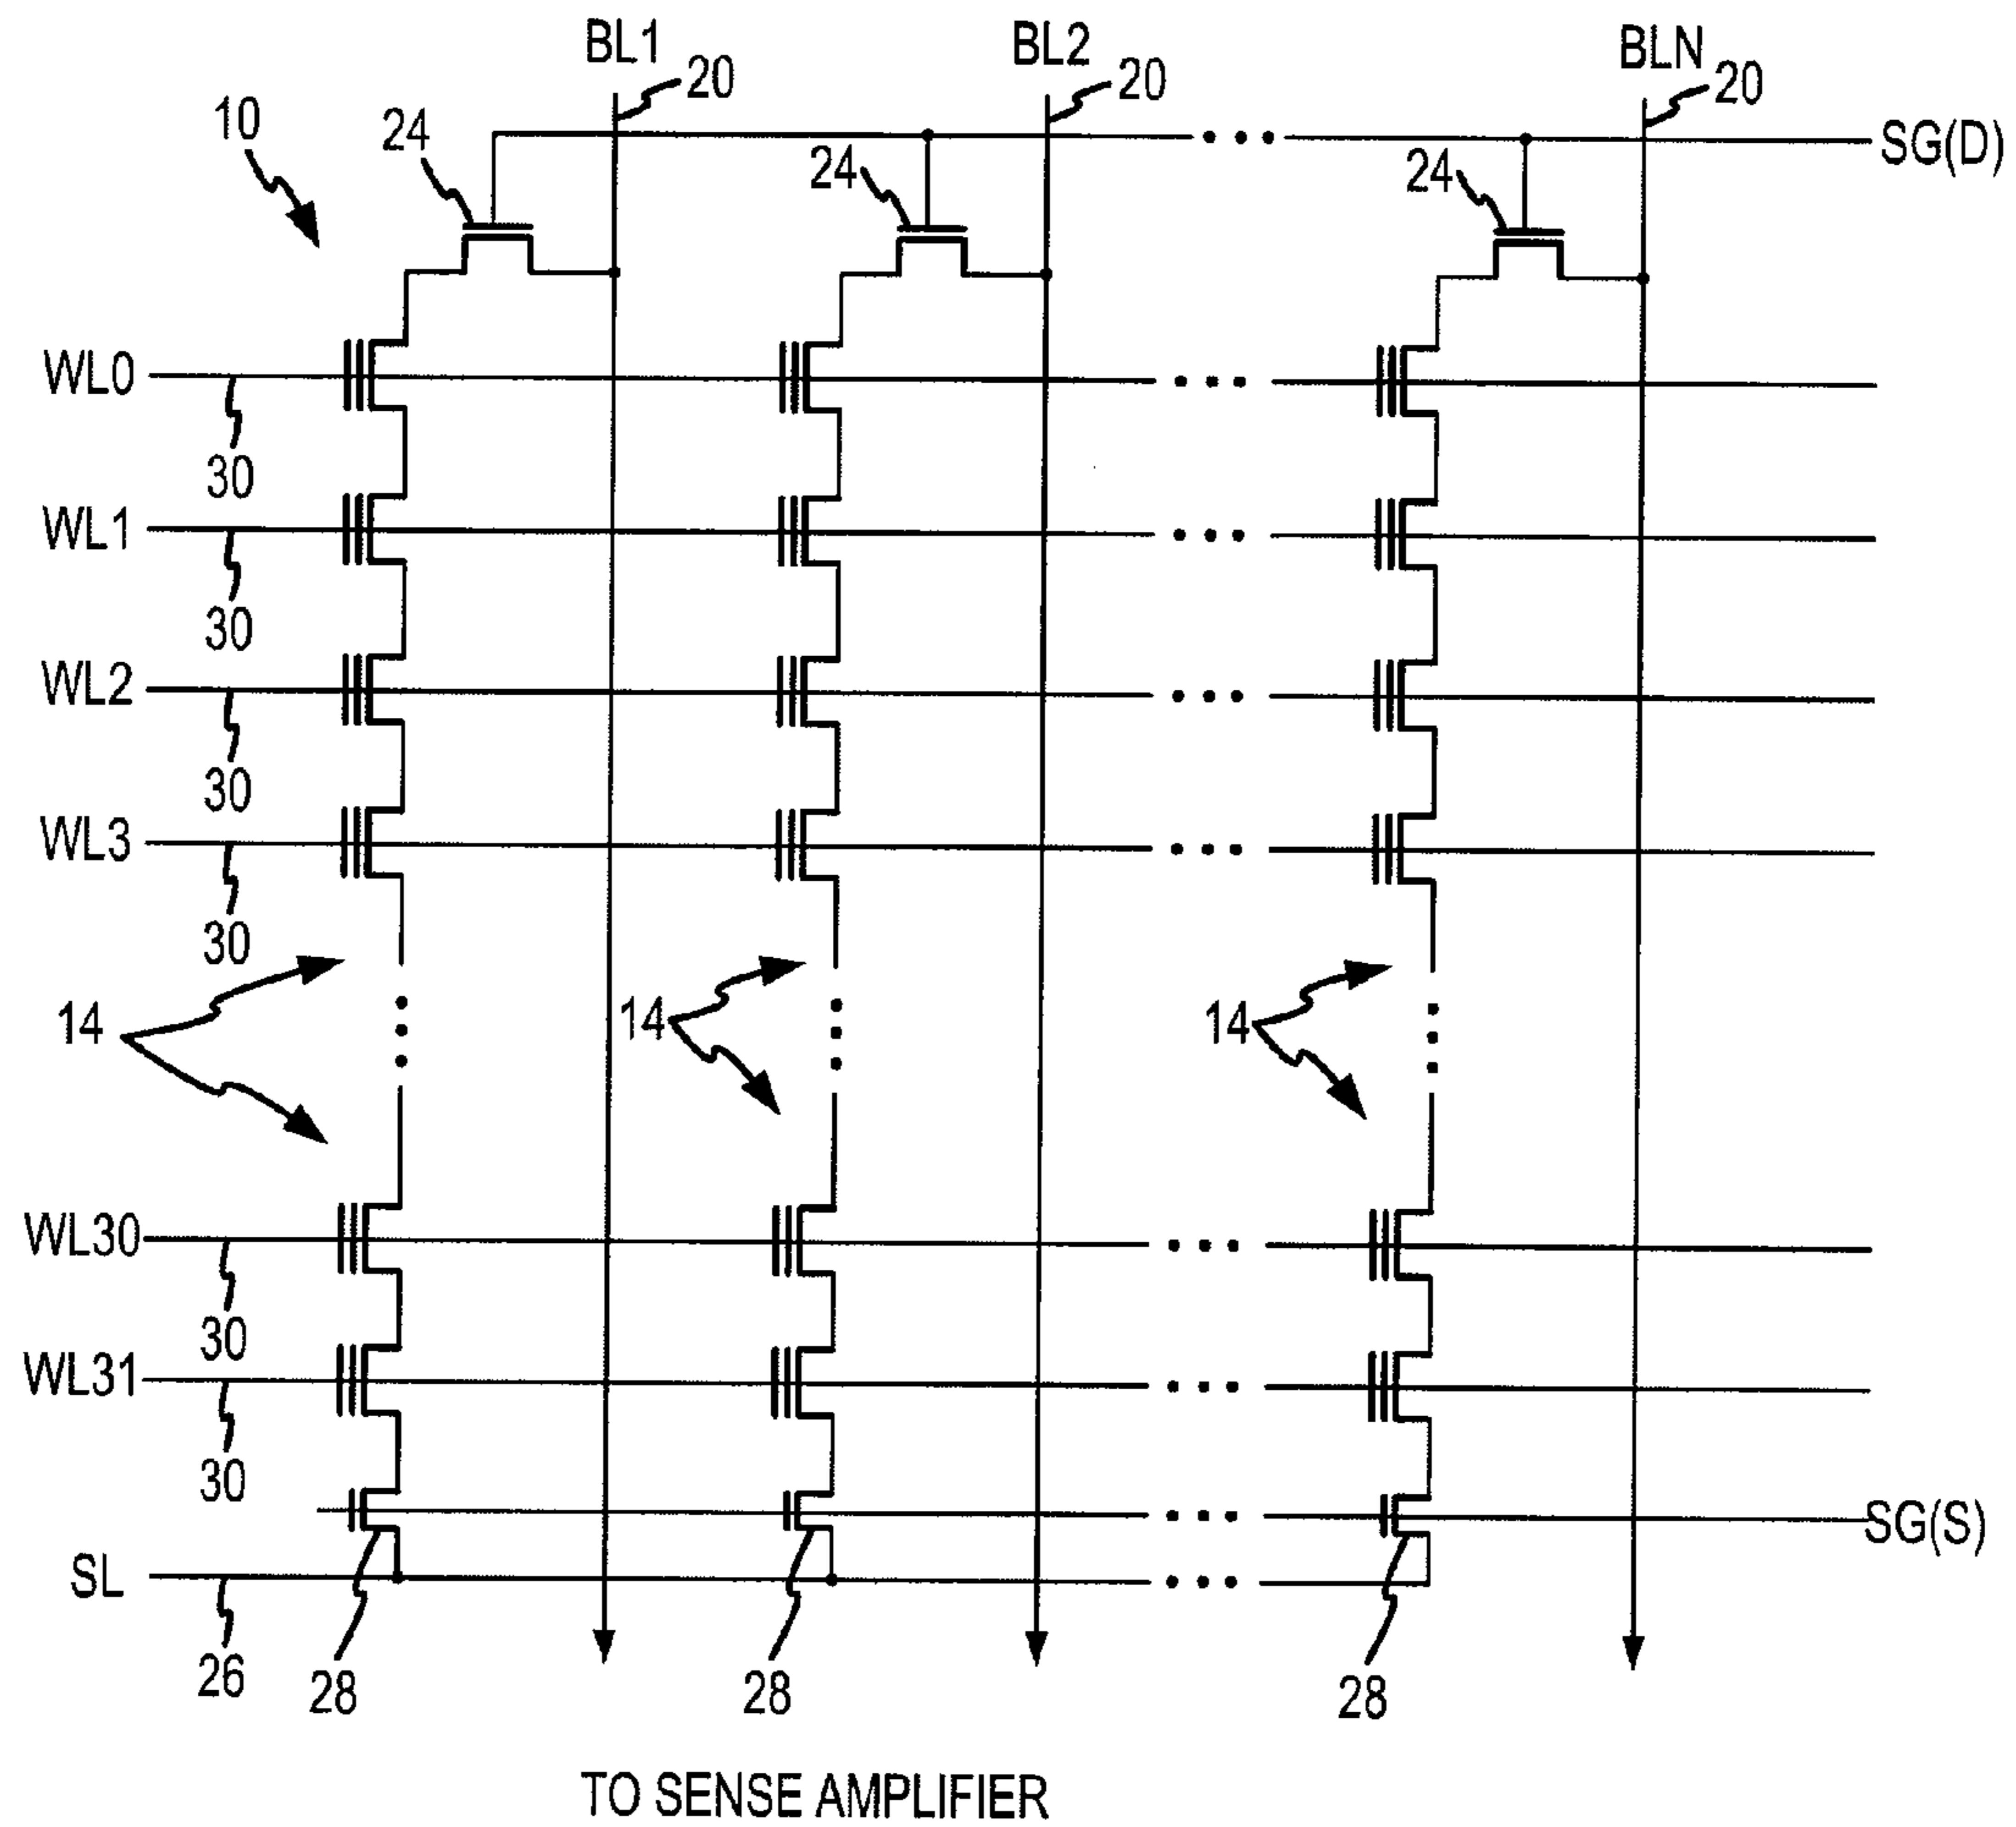 BL1
BL2
BLN
20
20
20
10
24
24
24
SG(D)
WL0
30
WL1
30
WL2
30
WL3
30
14
14
14
WL30
30
WL31
30
SG(S)
SL
26
28
28
28
TO SENSE AMPLIFIER